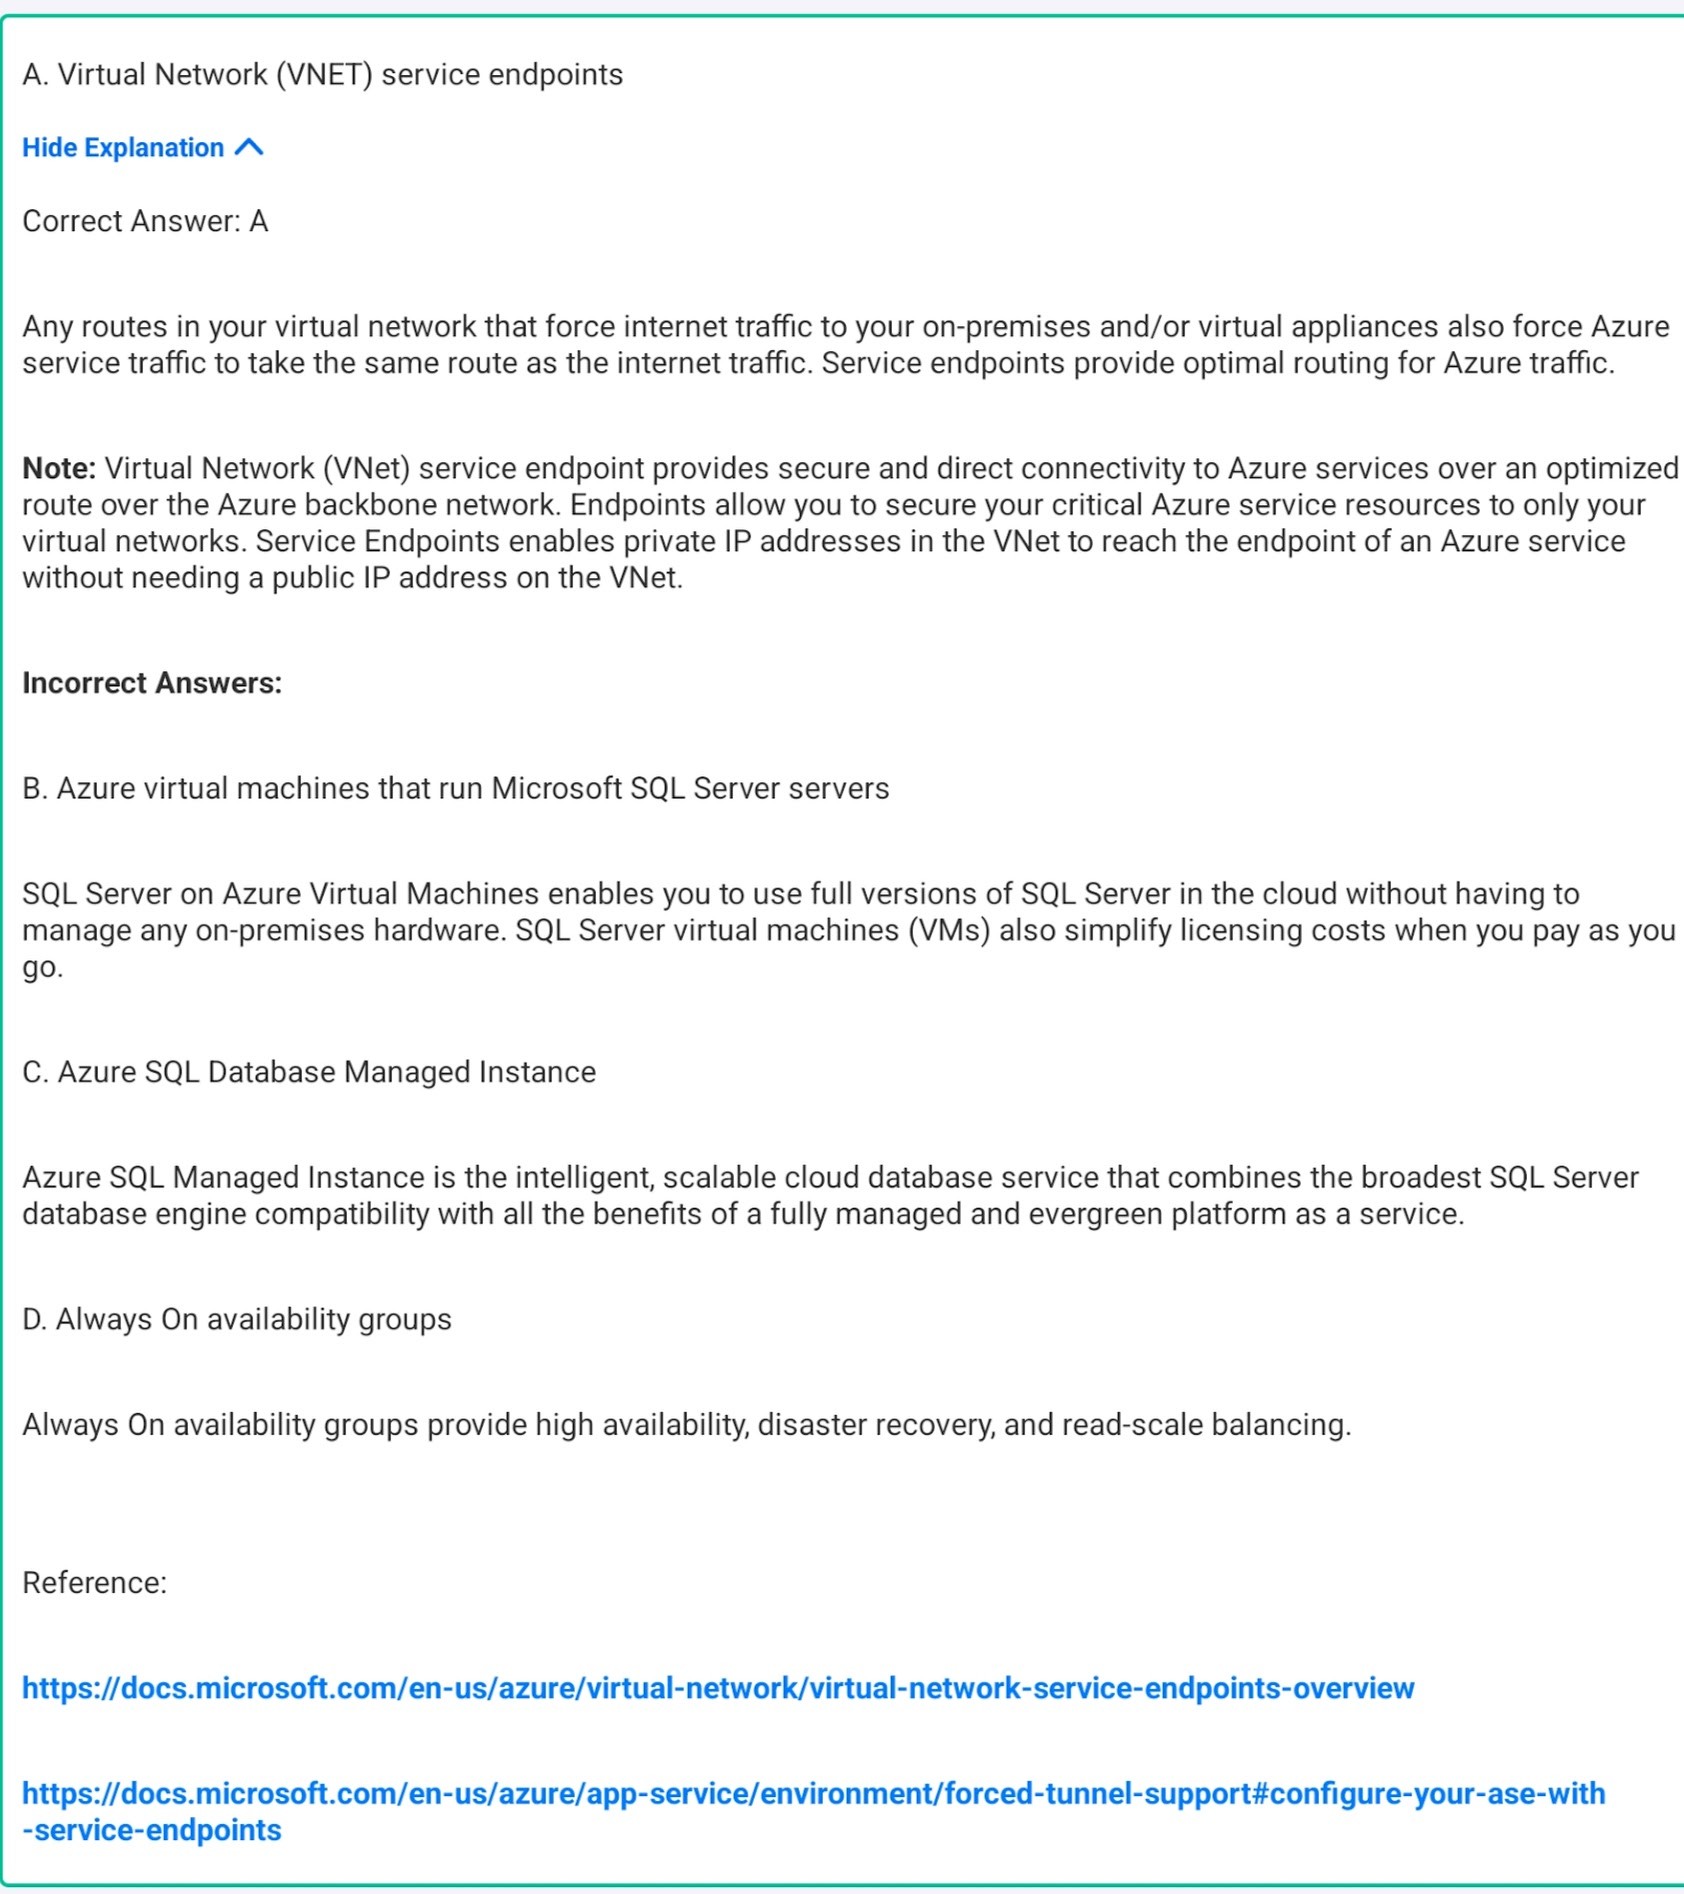 A. Virtual Network (VNET) service endpoints
Hide Explanation
Correct Answer: A
Any routes in your virtual network that force internet traffic to your on-premises and/or virtual appliances also force Azure
service traffic to take the same route as the internet traffic. Service endpoints provide optimal routing for Azure traffic.
Note: Virtual Network (VNet) service endpoint provides secure and direct connectivity to Azure services over an optimized
route over the Azure backbone network. Endpoints allow you to secure your critical Azure service resources to only your
virtual networks. Service Endpoints enables private IP addresses in the VNet to reach the endpoint of an Azure service
without needing a public IP address on the VNet.
Incorrect Answers:
B. Azure virtual machines that run Microsoft SQL Server servers
SQL Server on Azure Virtual Machines enables you to use full versions of SQL Server in the cloud without having to
manage any on-premises hardware. SQL Server virtual machines (VMs) also simplify licensing costs when you pay as you
go.
C. Azure SQL Database Managed Instance
Azure SQL Managed Instance is the intelligent, scalable cloud database service that combines the broadest SQL Server
database engine compatibility with all the benefits of a fully managed and evergreen platform as a service.
D. Always On availability groups
Always On availability groups provide high availability, disaster recovery, and read-scale balancing.
Reference:
https://docs.microsoft.com/en-us/azure/virtual-network/virtual-network-service-endpoints-overview
https://docs.microsoft.com/en-us/azure/app-service/environment/forced-tunnel-support#configure-your-ase-with
-service-endpoints